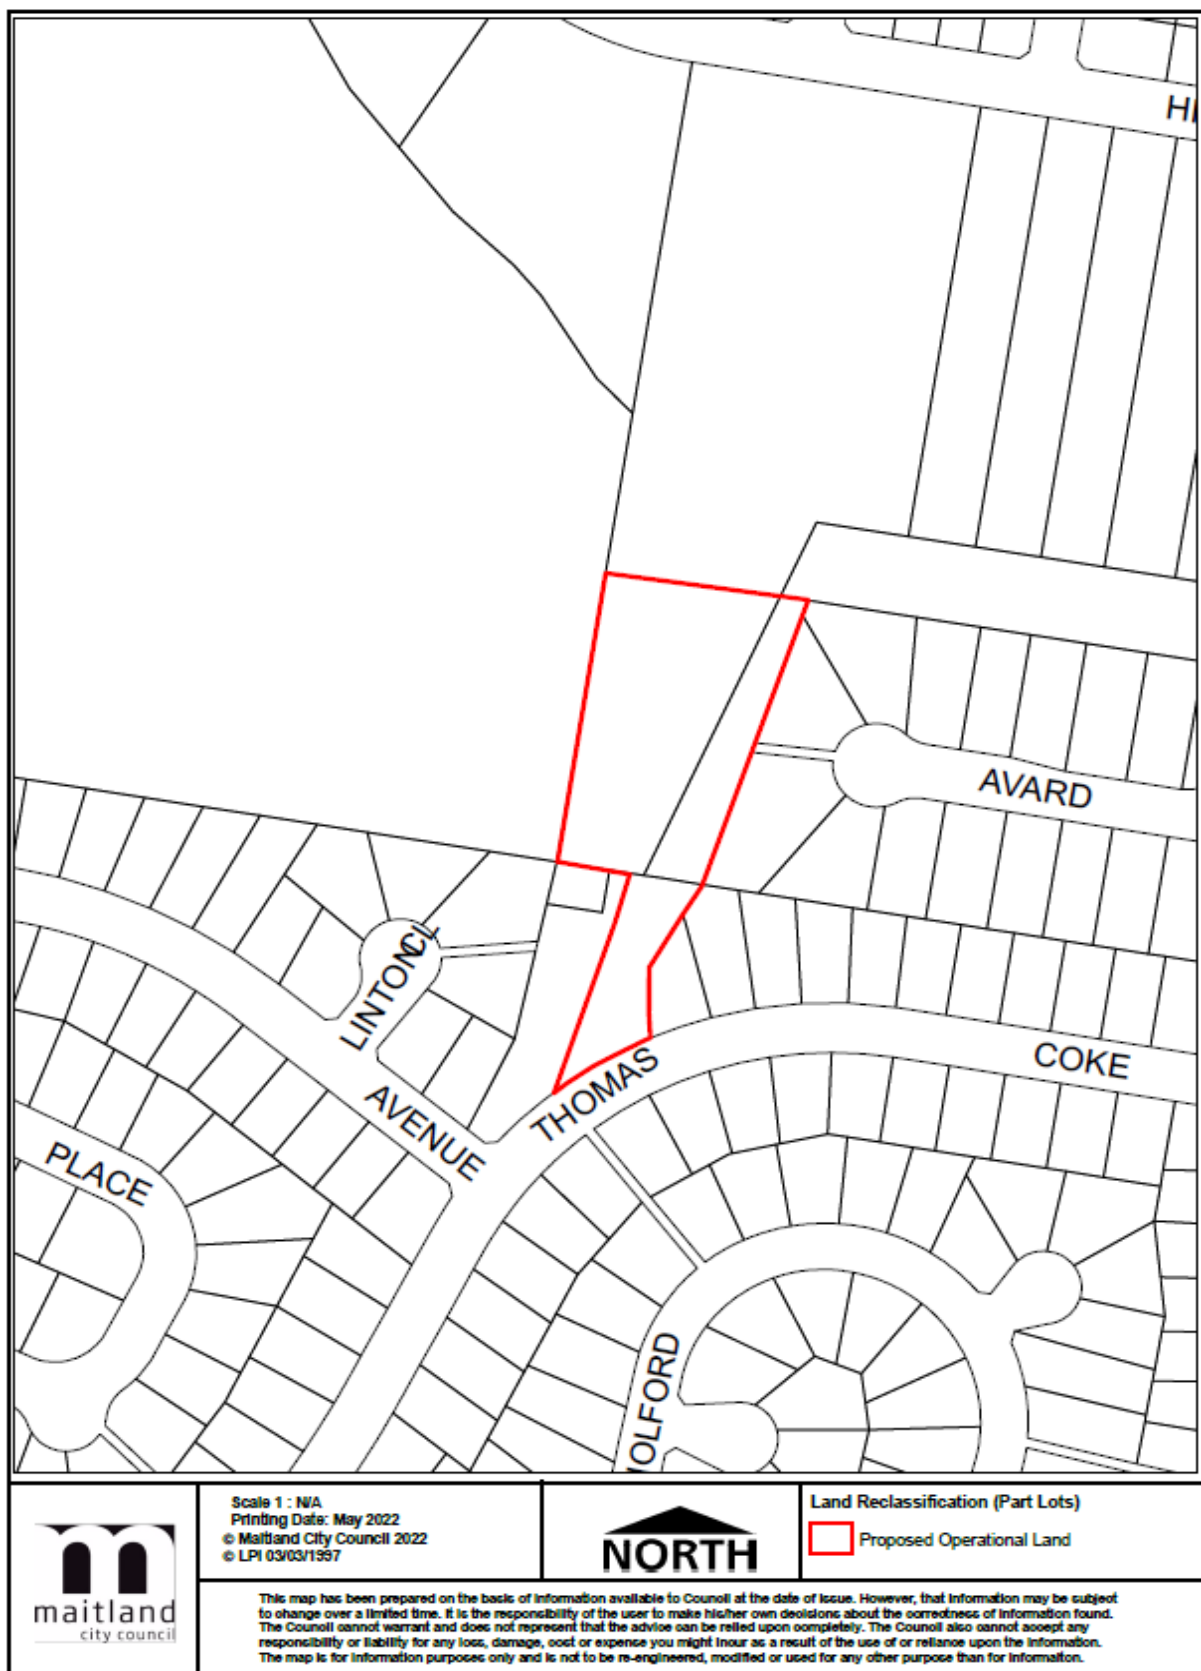 HI
AVARD
LINTON CL
COKE
THOMAS
AVENUE
PLACE
HOLFORD
Scale 1 : N/A
Printing Date: May 2022
© Maitland City Council 2022
© LPI 03/03/1997
NORTH
Land Reclassification (Part Lots)
Proposed Operational Land
maitland
city council
This map has been prepared on the basis of information available to Council at the date of issue. However, that information may be subject
to change over a limited time. It is the responsibility of the user to make his/her own decisions about the correctness of information found.
The Council cannot warrant and does not represent that the advice can be relied upon completely. The Council also cannot accept any
responsibility or liability for any loss, damage, cost or expense you might incur as a result of the use of or reliance upon the information.
The map is for information purposes only and is not to be re-engineered, modified or used for any other purpose than for informaiton.